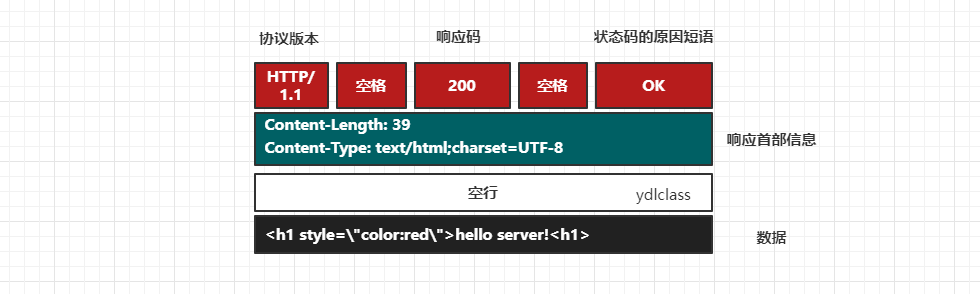 协议版本 响应码 状态码的原因短语
HTTP/
1.1
空格
200
空格
OK
Content-Length: 39
Content-Type: text/html;charset=UTF-8
响应首部信息
空行
ydlclass
<h1 style=\"color:red\">hello server!<h1>
数据